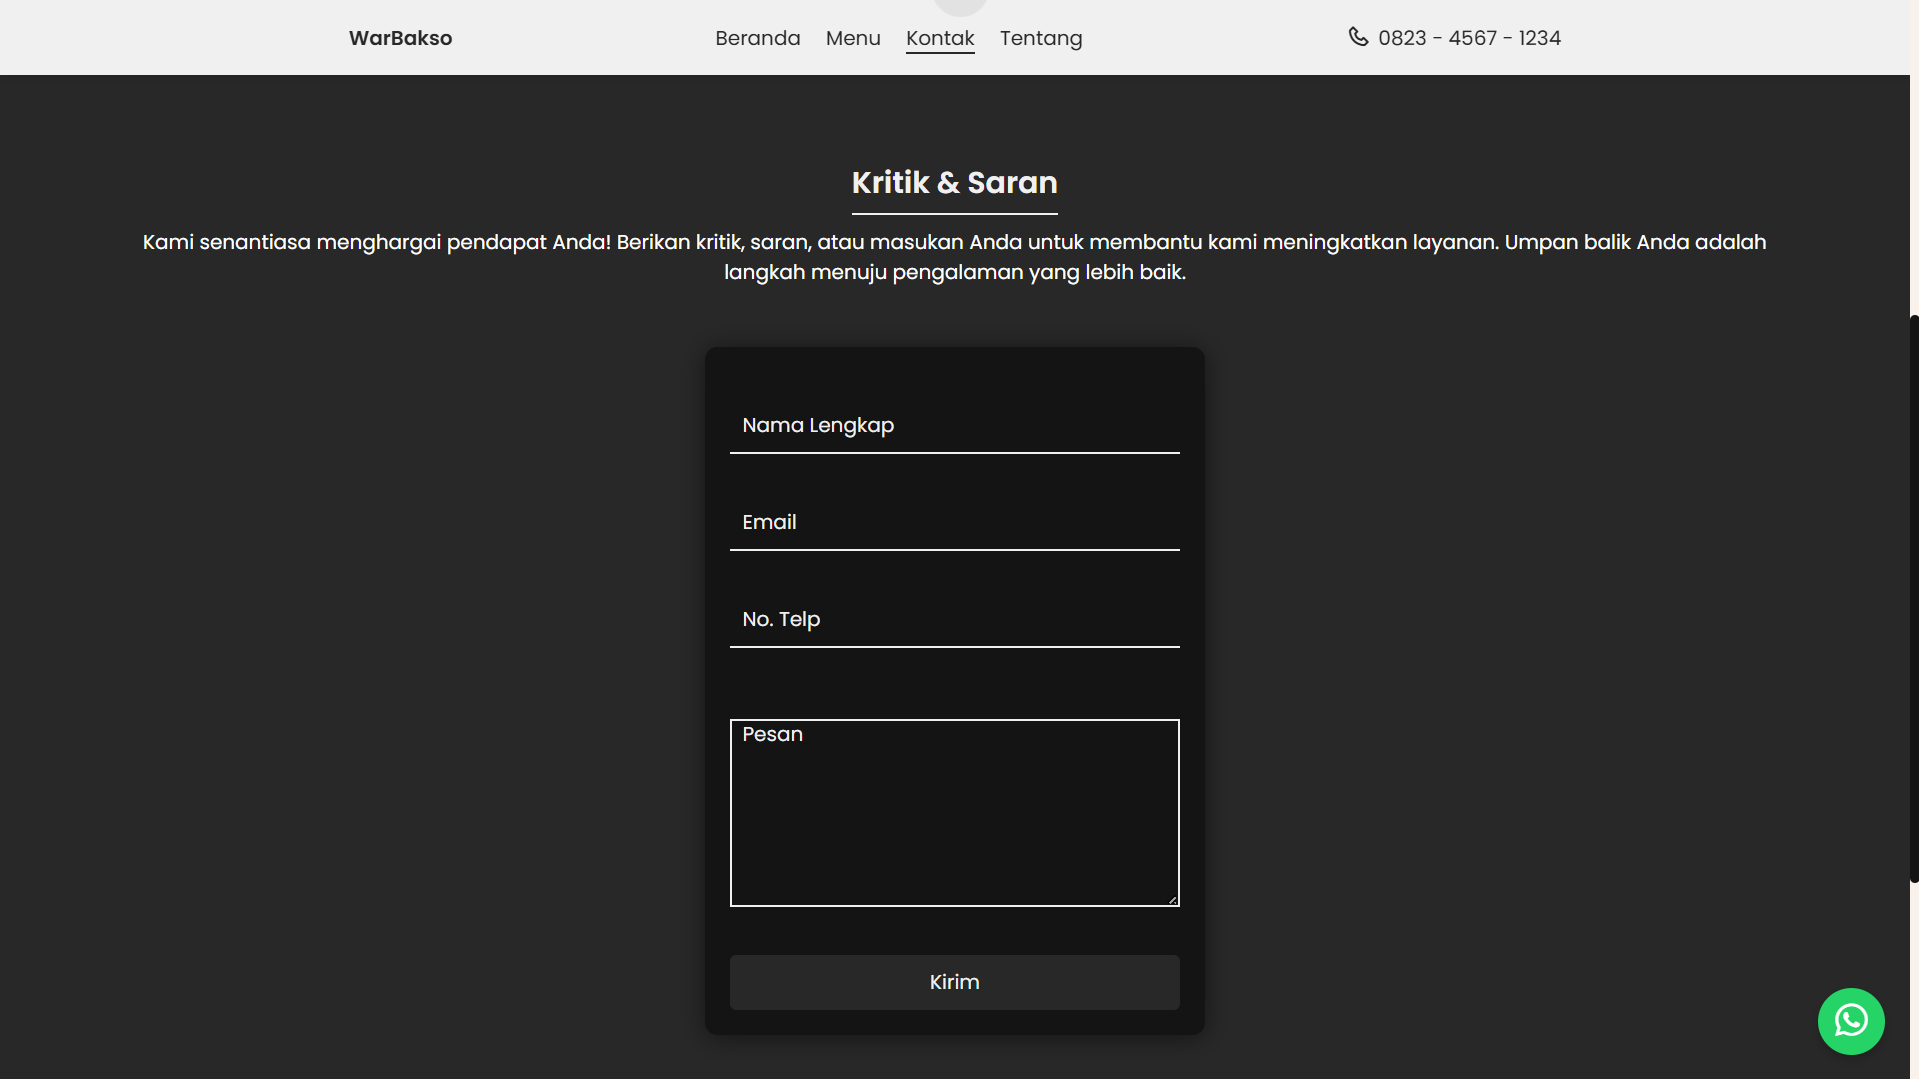 WarBakso
Beranda Menu Kontak Tentang
0823 - 4567 - 1234
Kritik & Saran
Kami senantiasa menghargai pendapat Anda! Berikan kritik, saran, atau masukan Anda untuk membantu kami meningkatkan layanan. Umpan balik Anda adalah
langkah menuju pengalaman yang lebih baik.
Nama Lengkap
Email
No. Telp
Pesan
Kirim